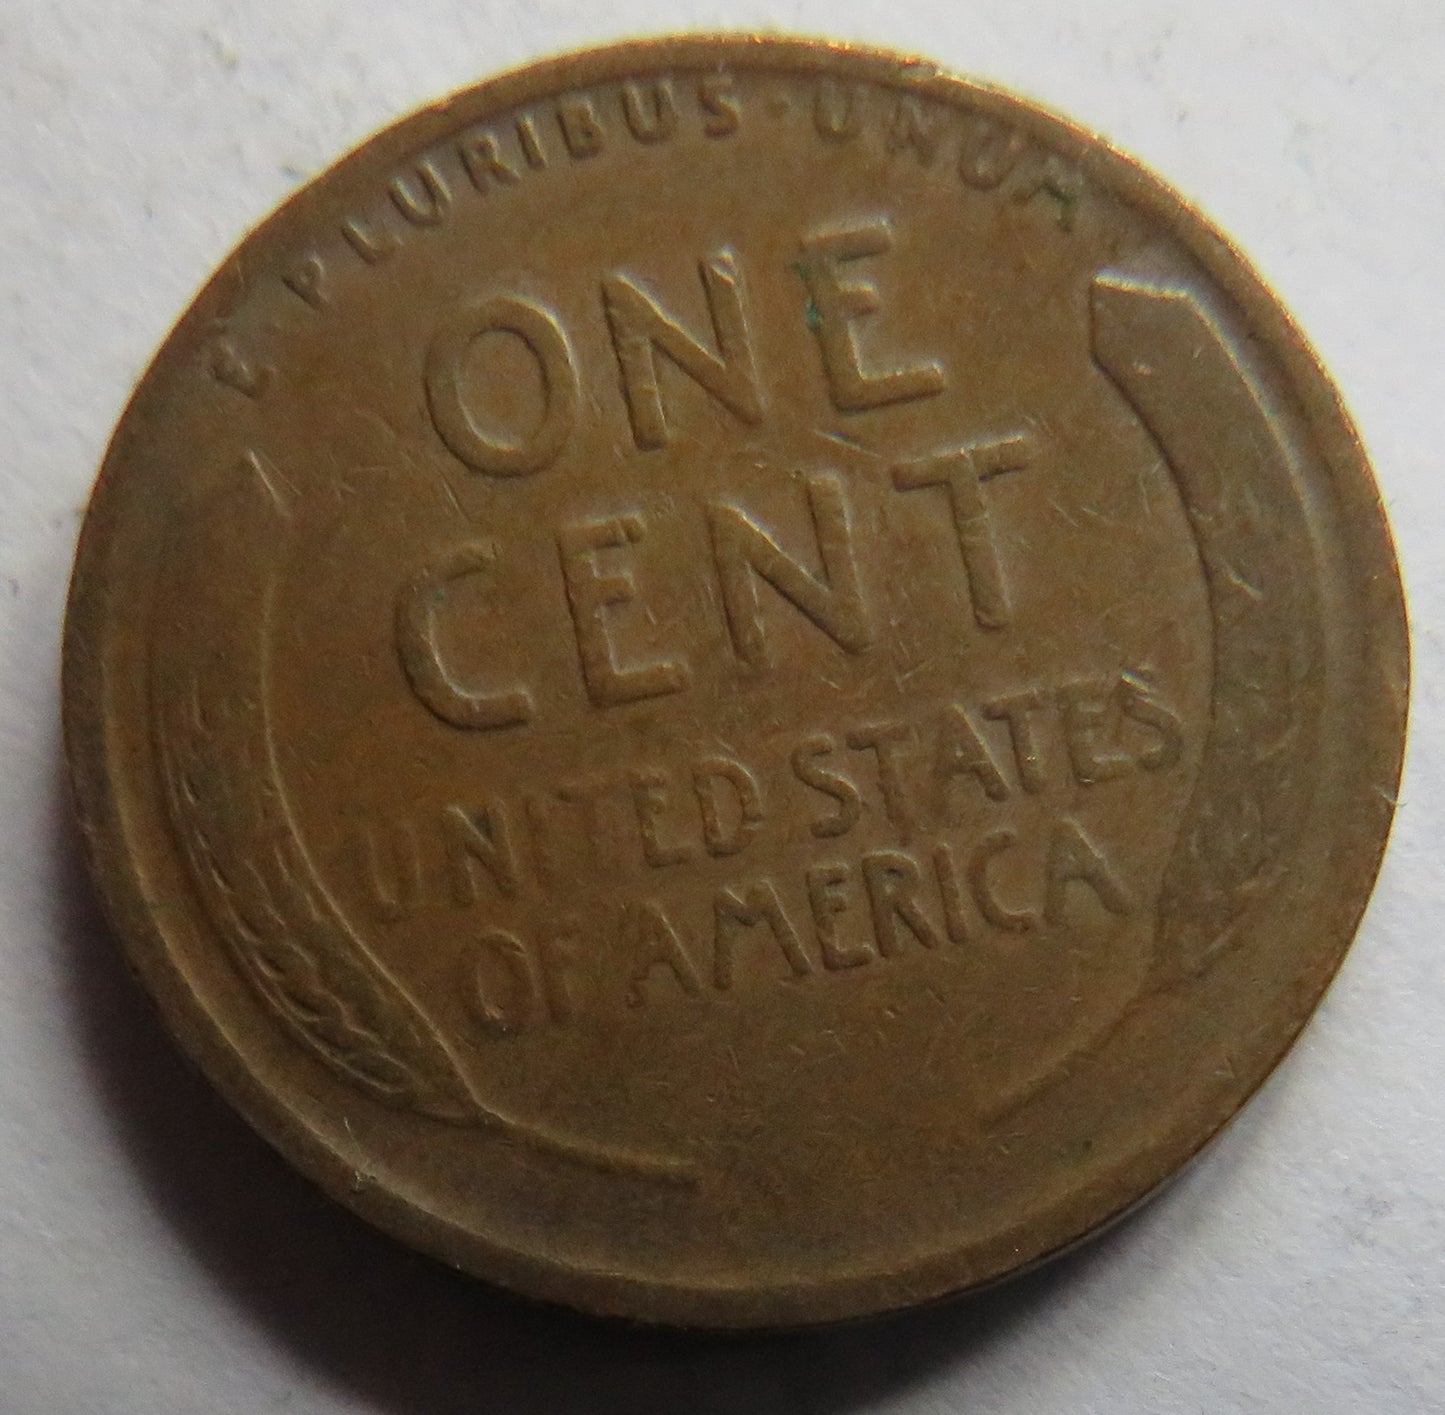 E·PLURIBUS·UNUM
ONE
CENT
UNITED STATES
OF AMERICA